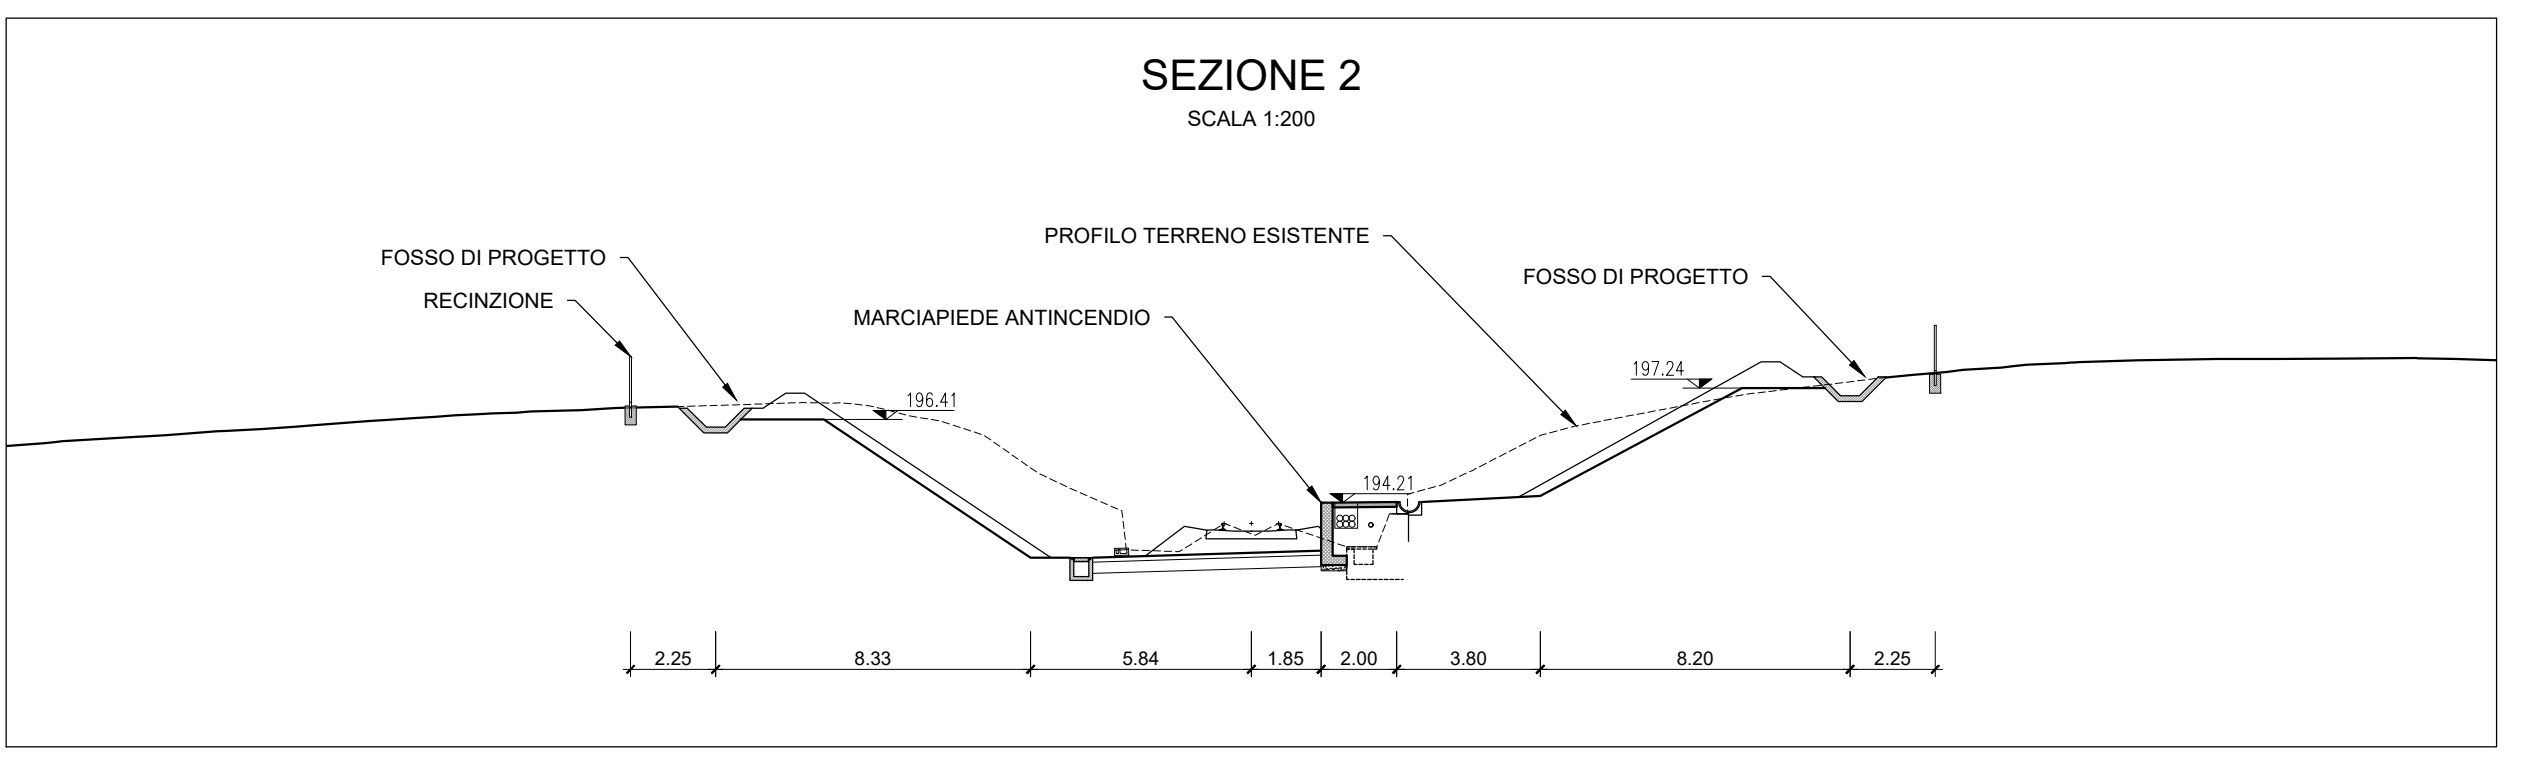 SEZIONE 2
SCALA 1:200
PROFILO TERRENO ESISTENTE
FOSSO DI PROGETTO
FOSSO DI PROGETTO
RECINZIONE
MARCIAPIEDE ANTINCENDIO
197.24
196.41
194.21
2.25 8.33 5.84 1.85 2.00 3.80 8.20 2.25